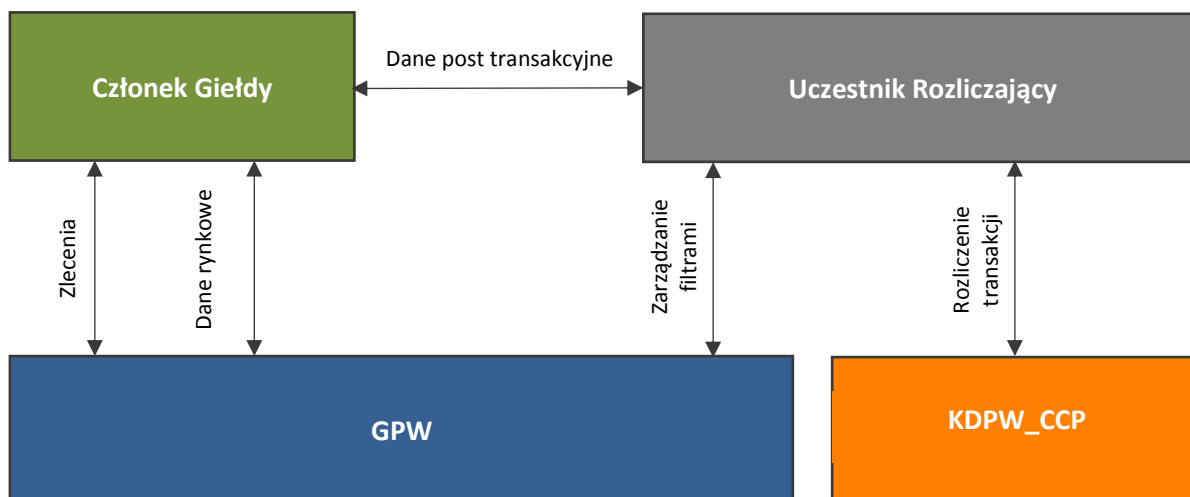 Członek Giełdy
Dane post transakcyjne
Uczestnik Rozliczający
Zlecenia
Dane rynkowe
Zarządzanie
filtrami
Rozliczenie
transakcji
GPW
KDPW_CCP